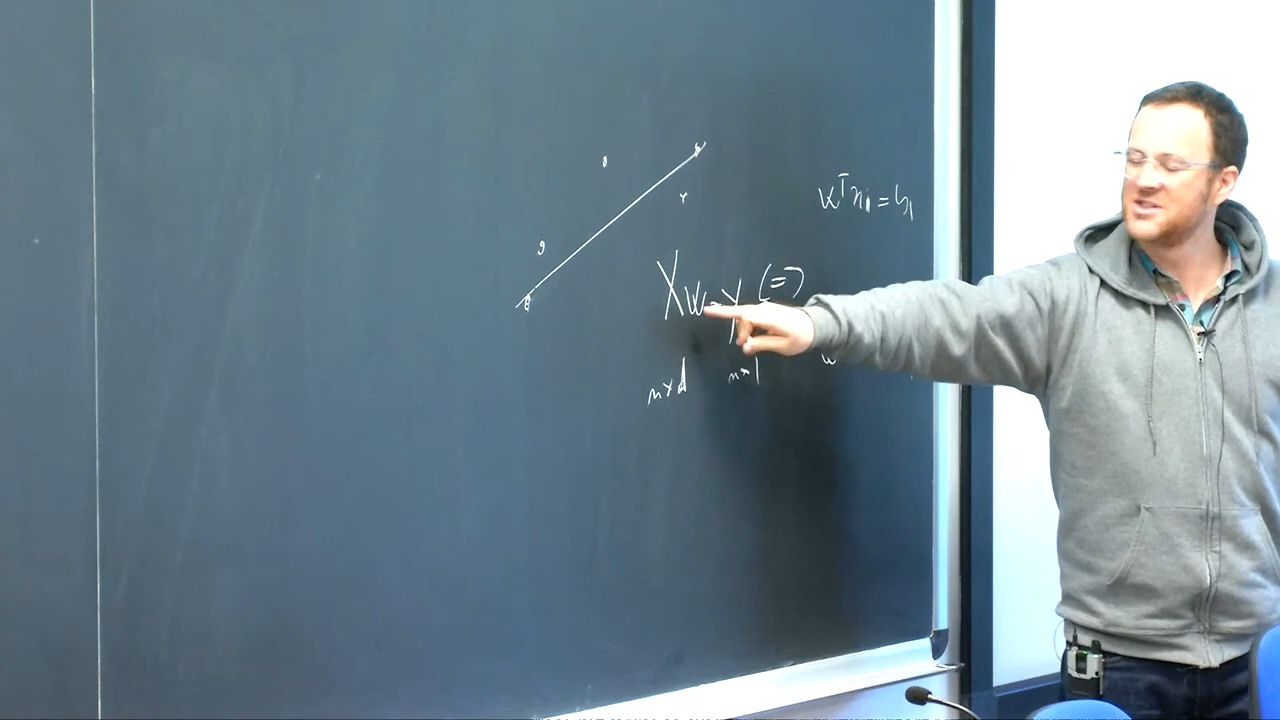 wᵀx₁ = y₁
Xw = y (=)
w
n×d n×1